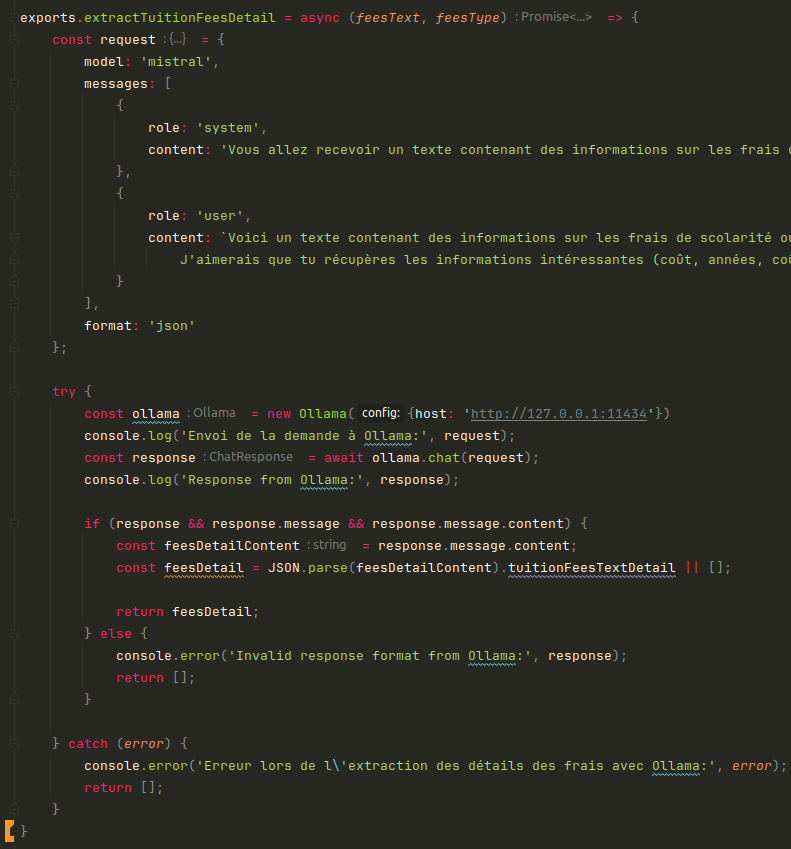 exports.extractTuitionFeesDetail = async (feesText, feesType) : Promise<...> => {
const request : {...} = {
model: 'mistral',
messages: [
{
role: 'system',
content: 'Vous allez recevoir un texte contenant des informations sur les frais
},
{
role: 'user',
content: `Voici un texte contenant des informations sur les frais de scolarité ou
J'aimerais que tu récupères les informations intéressantes (coût, années, coû
}
],
format: 'json'
};
try {
const ollama : Ollama = new Ollama( config: {host: 'http://127.0.0.1:11434'})
console.log('Envoi de la demande à Ollama:', request);
const response : ChatResponse = await ollama.chat(request);
console.log('Response from Ollama:', response);
if (response && response.message && response.message.content) {
const feesDetailContent : string = response.message.content;
const feesDetail = JSON.parse(feesDetailContent).tuitionFeesTextDetail || [];
return feesDetail;
} else {
console.error('Invalid response format from Ollama:', response);
return [];
}
} catch (error) {
console.error('Erreur lors de l\'extraction des détails des frais avec Ollama:', error);
return [];
}
}